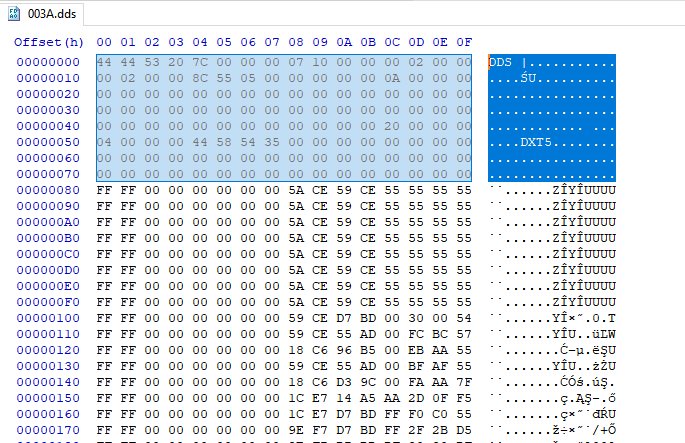 003A.dds
Offset(h) 00 01 02 03 04 05 06 07 08 09 0A 0B 0C 0D 0E 0F
00000000 44 44 53 20 7C 00 00 00 07 10 00 00 00 02 00 00 DDS |...........
00000010 00 02 00 00 8C 55 05 00 00 00 00 00 0A 00 00 00 ....ŚU..........
00000020 00 00 00 00 00 00 00 00 00 00 00 00 00 00 00 00 ................
00000030 00 00 00 00 00 00 00 00 00 00 00 00 00 00 00 00 ................
00000040 00 00 00 00 00 00 00 00 00 00 00 00 20 00 00 00 ............ ...
00000050 04 00 00 00 44 58 54 35 00 00 00 00 00 00 00 00 ....DXT5........
00000060 00 00 00 00 00 00 00 00 00 00 00 00 00 00 00 00 ................
00000070 00 00 00 00 00 00 00 00 00 00 00 00 00 00 00 00 ................
00000080 FF FF 00 00 00 00 00 00 5A CE 59 CE 55 55 55 55 ˙˙......ZÎYÎUUUU
00000090 FF FF 00 00 00 00 00 00 5A CE 59 CE 55 55 55 55 ˙˙......ZÎYÎUUUU
000000A0 FF FF 00 00 00 00 00 00 5A CE 59 CE 55 55 55 55 ˙˙......ZÎYÎUUUU
000000B0 FF FF 00 00 00 00 00 00 5A CE 59 CE 55 55 55 55 ˙˙......ZÎYÎUUUU
000000C0 FF FF 00 00 00 00 00 00 5A CE 59 CE 55 55 55 55 ˙˙......ZÎYÎUUUU
000000D0 FF FF 00 00 00 00 00 00 5A CE 59 CE 55 55 55 55 ˙˙......ZÎYÎUUUU
000000E0 FF FF 00 00 00 00 00 00 5A CE 59 CE 55 55 55 55 ˙˙......ZÎYÎUUUU
000000F0 FF FF 00 00 00 00 00 00 5A CE 59 CE 55 55 55 55 ˙˙......ZÎYÎUUUU
00000100 FF FF 00 00 00 00 00 00 59 CE D7 BD 00 30 00 54 ˙˙......YÎ×˝.0.T
00000110 FF FF 00 00 00 00 00 00 59 CE 55 AD 00 FC BC 57 ˙˙......YÎU.üĽW
00000120 FF FF 00 00 00 00 00 00 18 C6 96 B5 00 EB AA 55 ˙˙.......Ć–µ.ëŞU
00000130 FF FF 00 00 00 00 00 00 59 CE 55 AD 00 BF AF 55 ˙˙......YÎU.żŻU
00000140 FF FF 00 00 00 00 00 00 18 C6 D3 9C 00 FA AA 7F ˙˙.......ĆÓś.úŞ.
00000150 FF FF 00 00 00 00 00 00 1C E7 14 A5 AA 2D 0F F5 ˙˙.......ç.ĄŞ-.ő
00000160 FF FF 00 00 00 00 00 00 1C E7 D7 BD FF F0 C0 55 ˙˙.......ç×˝˙đŔU
00000170 FF FF 00 00 00 00 00 00 9E F7 D7 BD FF 2F 2B D5 ˙˙......ž÷×˝˙/+Ő